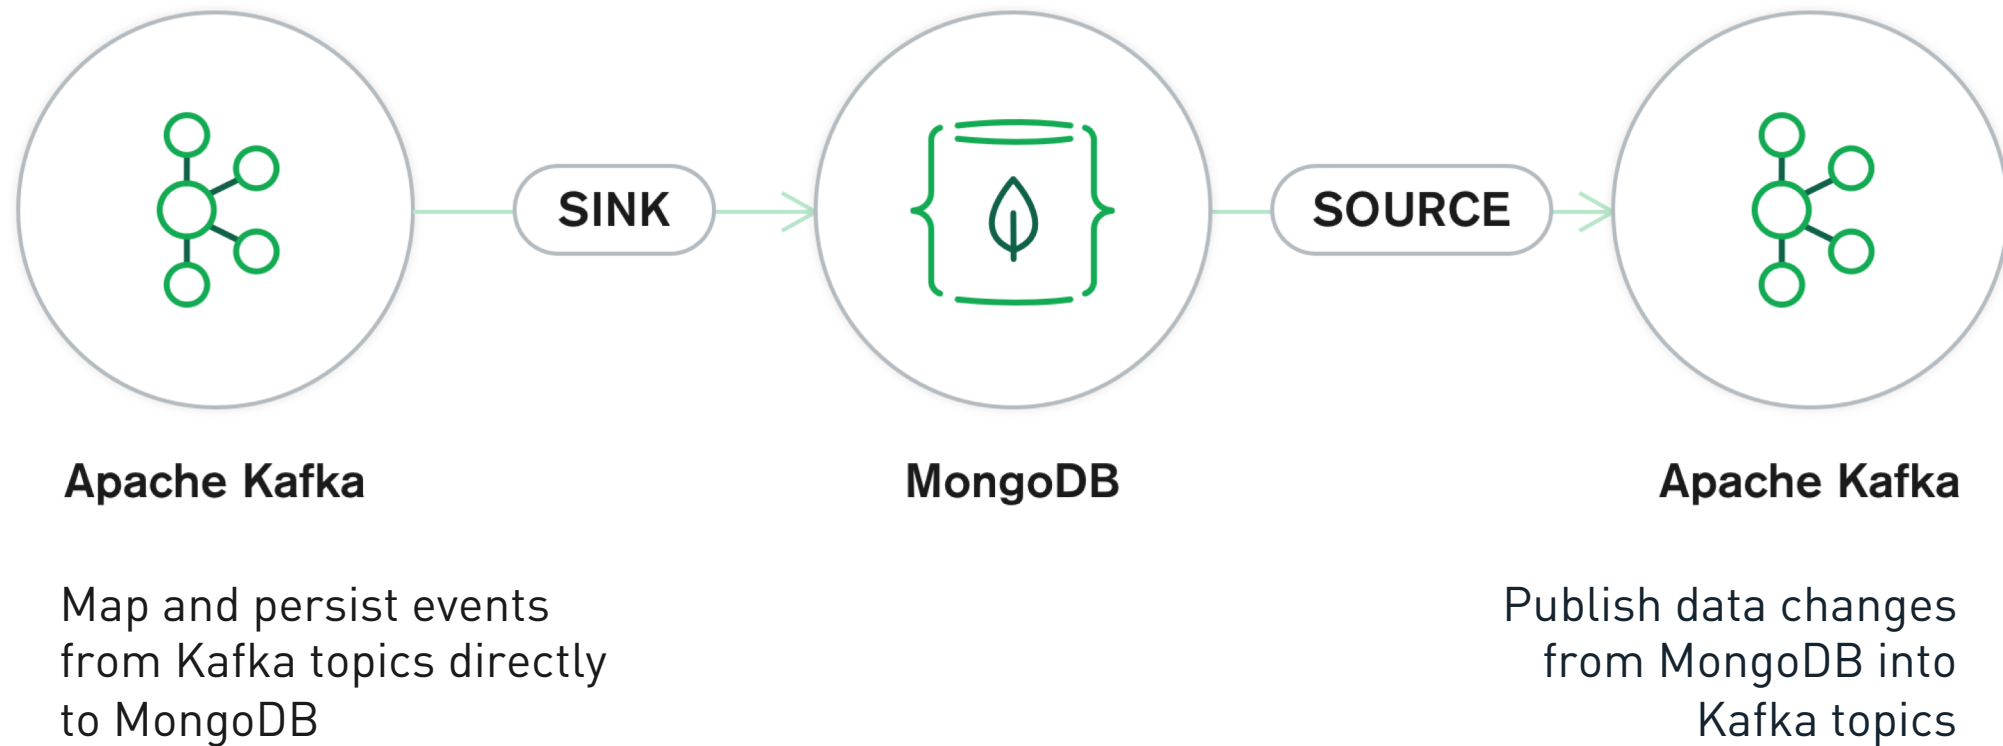 SINK
SOURCE
Apache Kafka
MongoDB
Apache Kafka
Map and persist events
from Kafka topics directly
to MongoDB
Publish data changes
from MongoDB into
Kafka topics